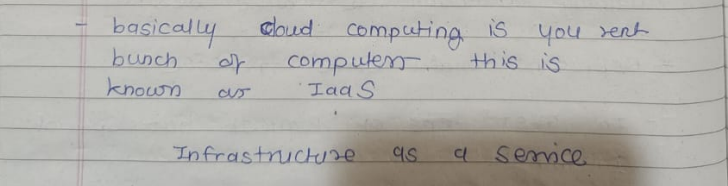 - basically cloud computing is you rent
bunch of computers. this is
known as IaaS
Infrastructure as a service